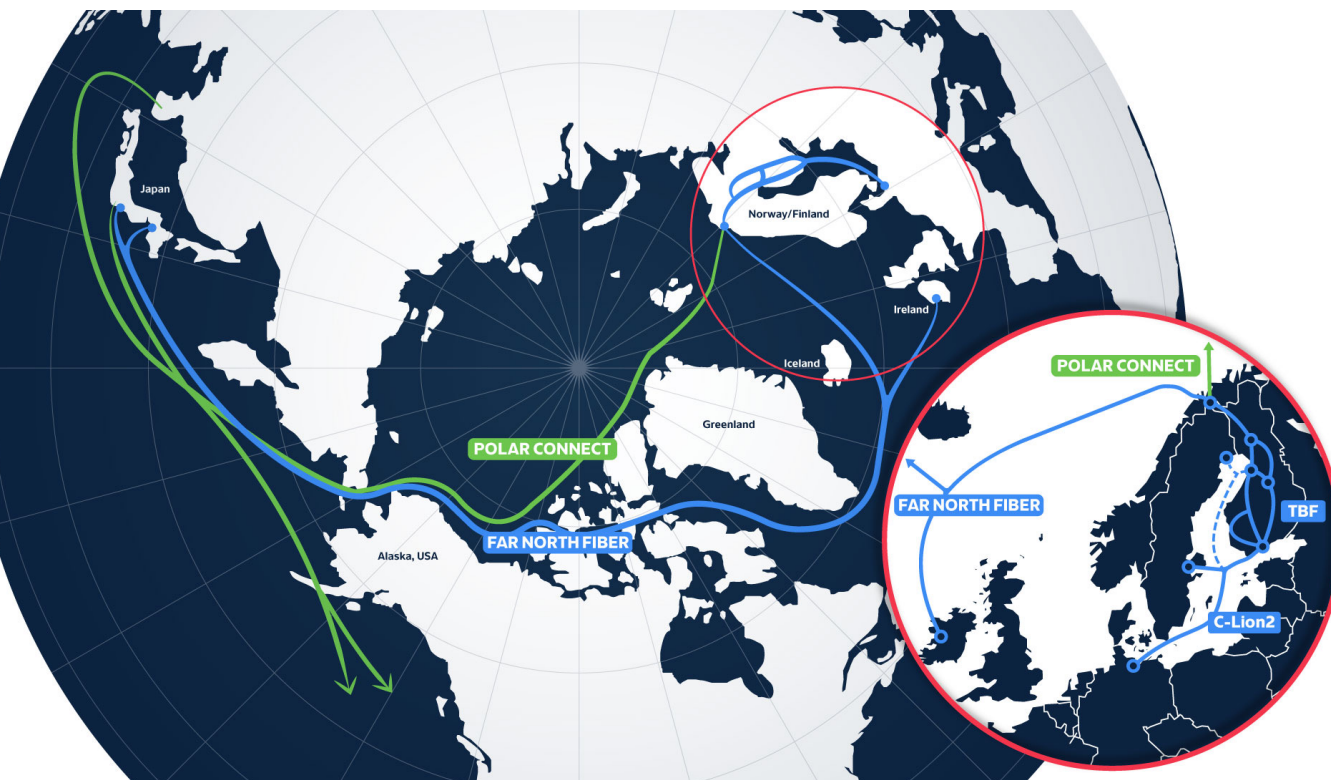 Japan
Norway/Finland
Ireland
Iceland
POLAR CONNECT
Greenland
POLAR CONNECT
FAR NORTH FIBER
TBF
FAR NORTH FIBER
Alaska, USA
C-Lion2